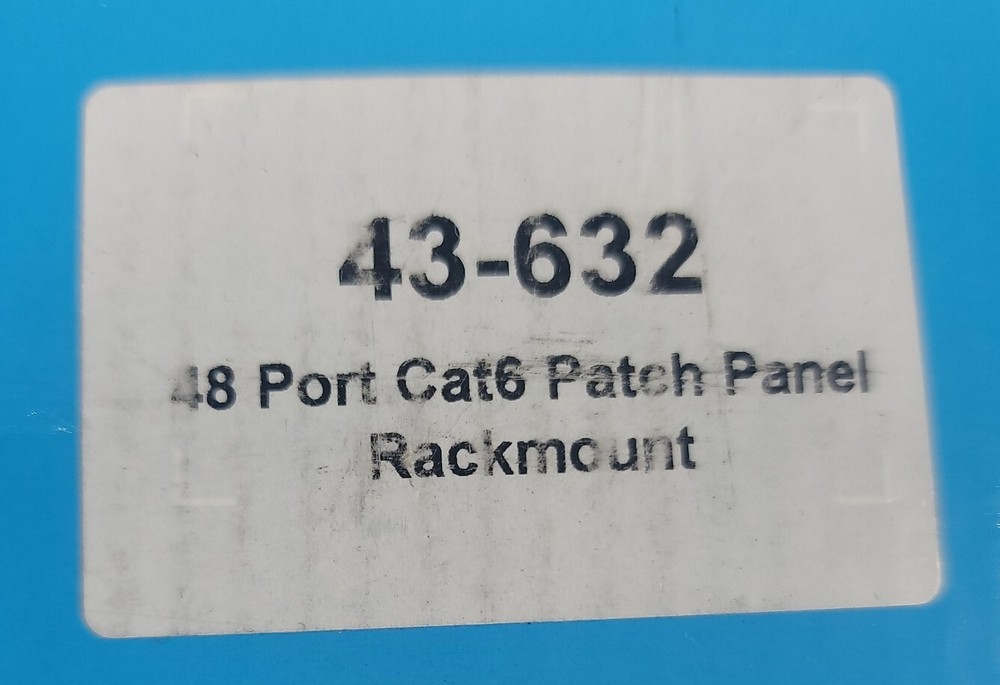 43-632
48 Port Cat6 Patch Panel
Rackmount